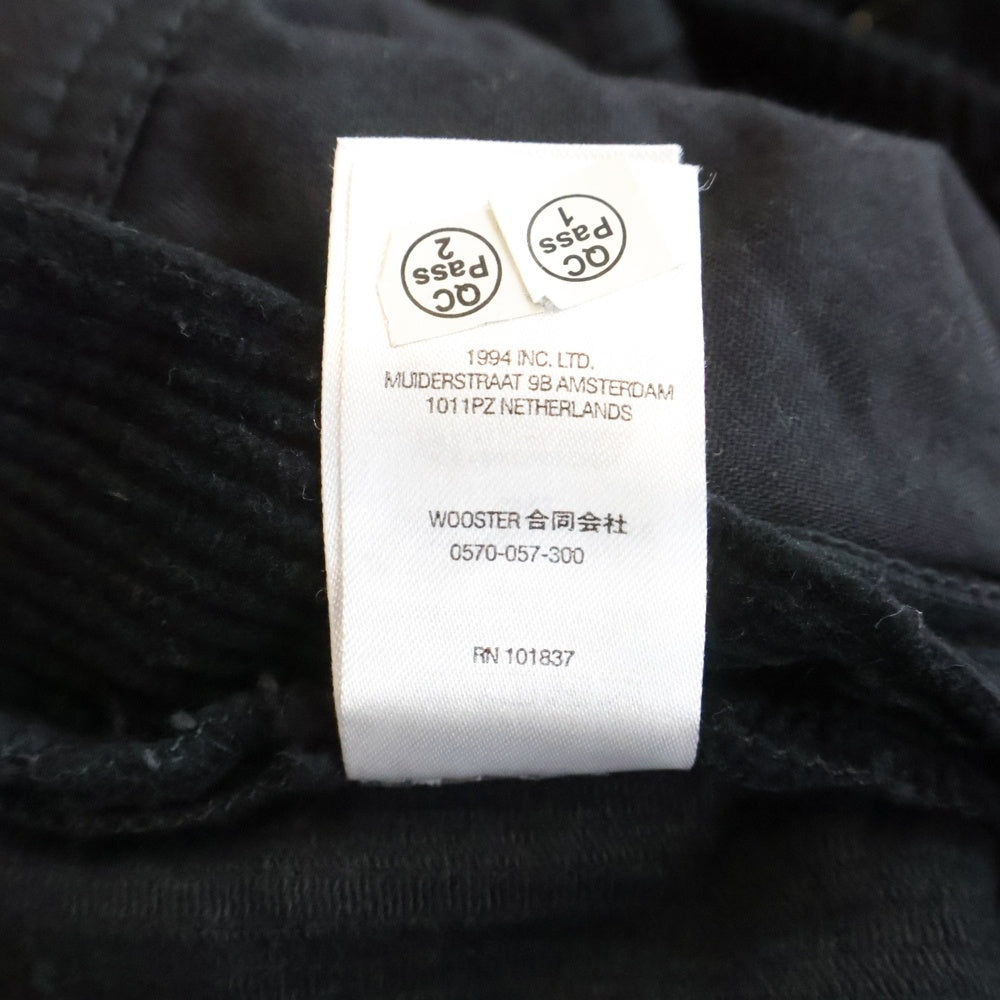 QC
Pass
2
QC
Pass
1
1994 INC. LTD.
MUIDERSTRAAT 9B AMSTERDAM
1011PZ NETHERLANDS
WOOSTER 合同会社
0570-057-300
RN 101837